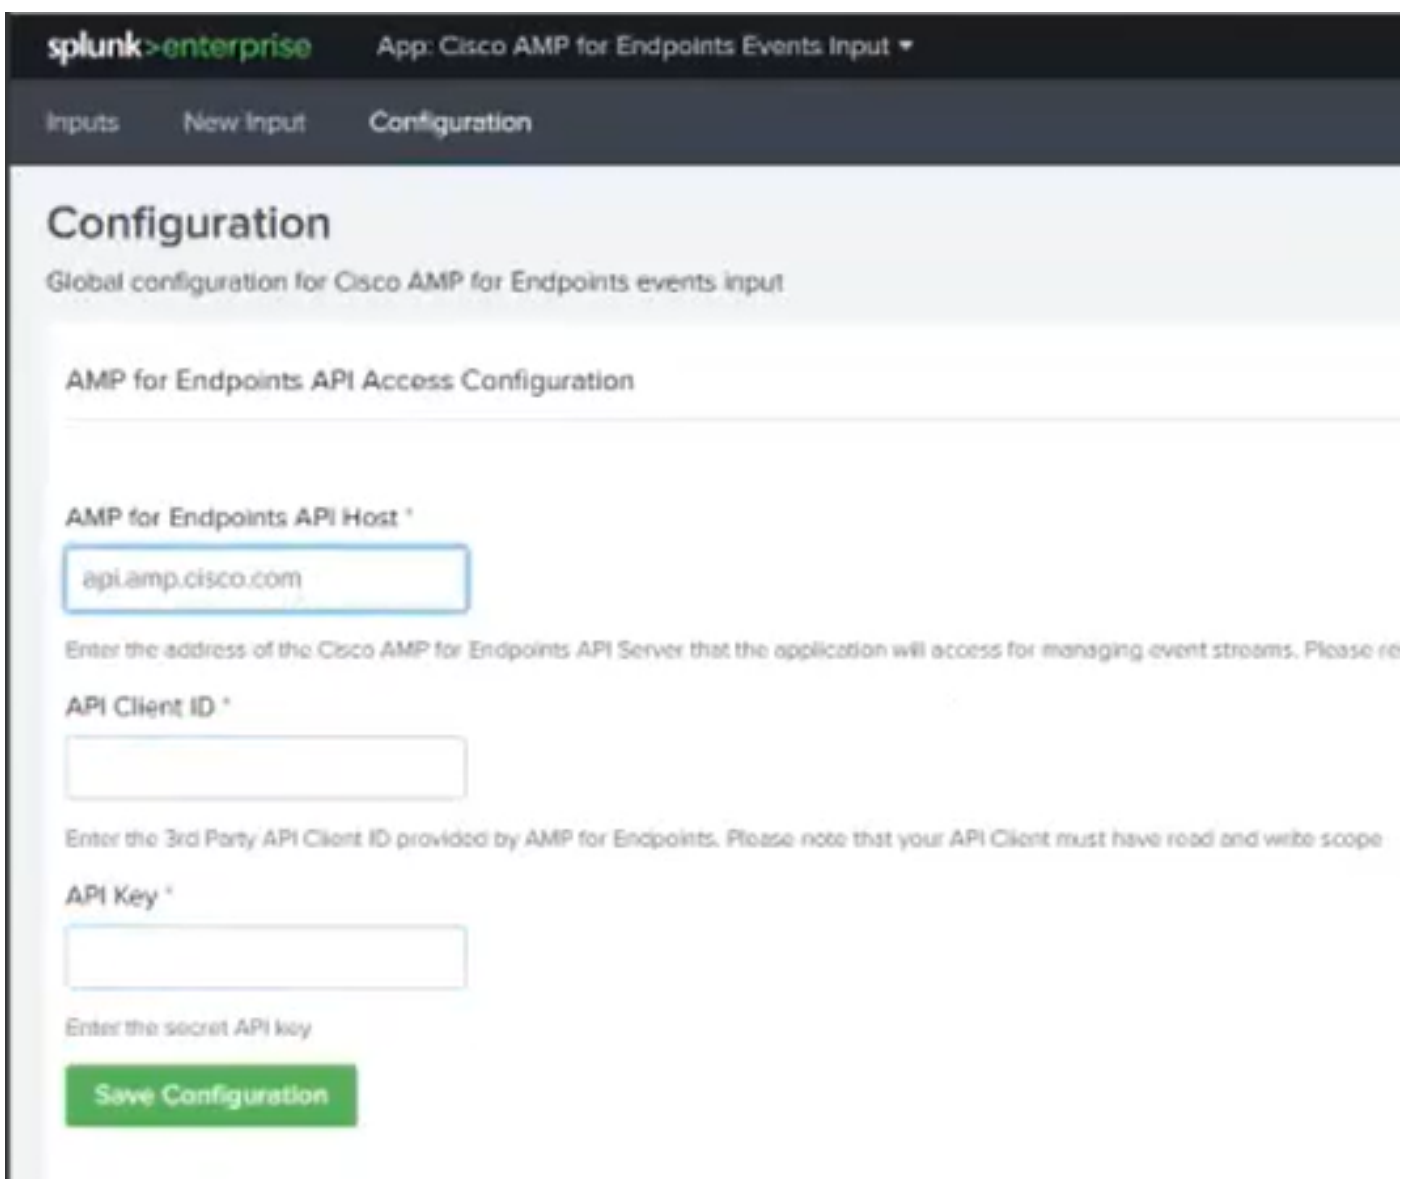 splunk>enterprise App: Cisco AMP for Endpoints Events Input
Inputs New Input Configuration
Configuration
Global configuration for Cisco AMP for Endpoints events input
AMP for Endpoints API Access Configuration
AMP for Endpoints API Host *
api.amp.cisco.com
Enter the address of the Cisco AMP for Endpoints API Server that the application will access for managing event streams. Please re
API Client ID *
Enter the 3rd Party API Client ID provided by AMP for Endpoints. Please note that your API Client must have read and write scope
API Key *
Enter the secret API key
Save Configuration